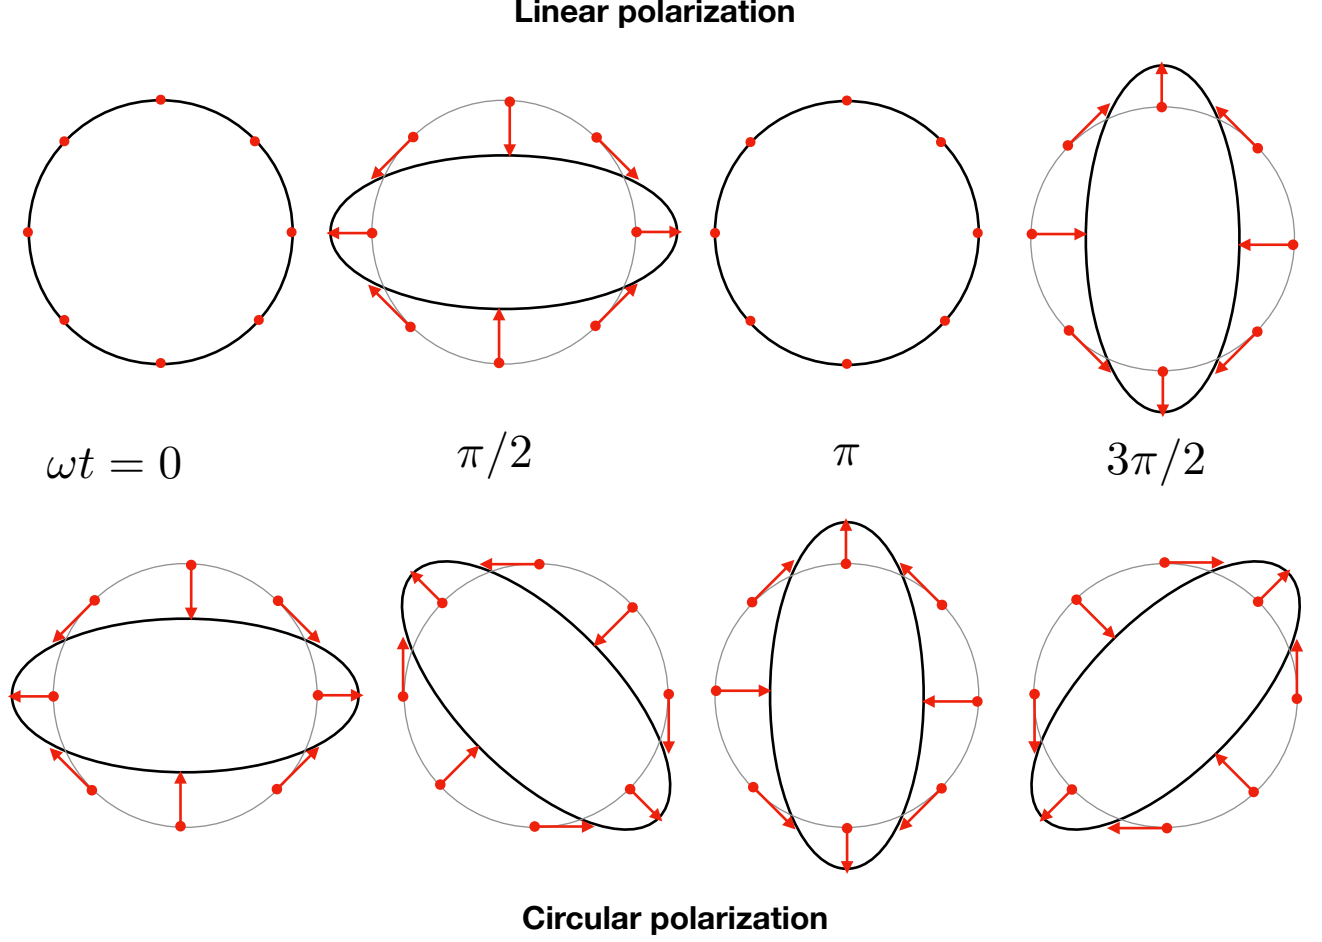 Linear polarization
ωt = 0
π/2
π
3π/2
Circular polarization